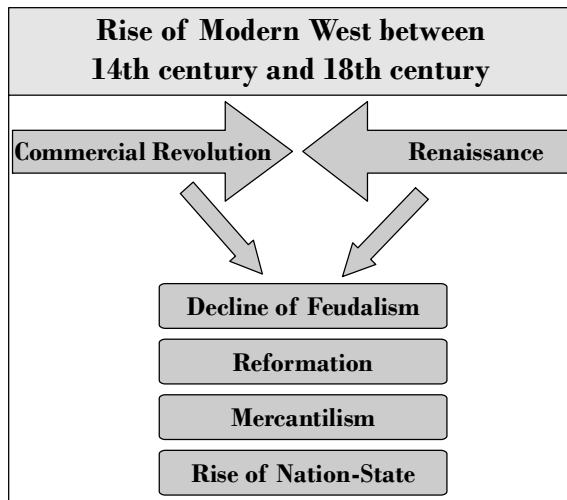 Rise of Modern West between
14th century and 18th century
Commercial Revolution
Renaissance
Decline of Feudalism
Reformation
Mercantilism
Rise of Nation-State